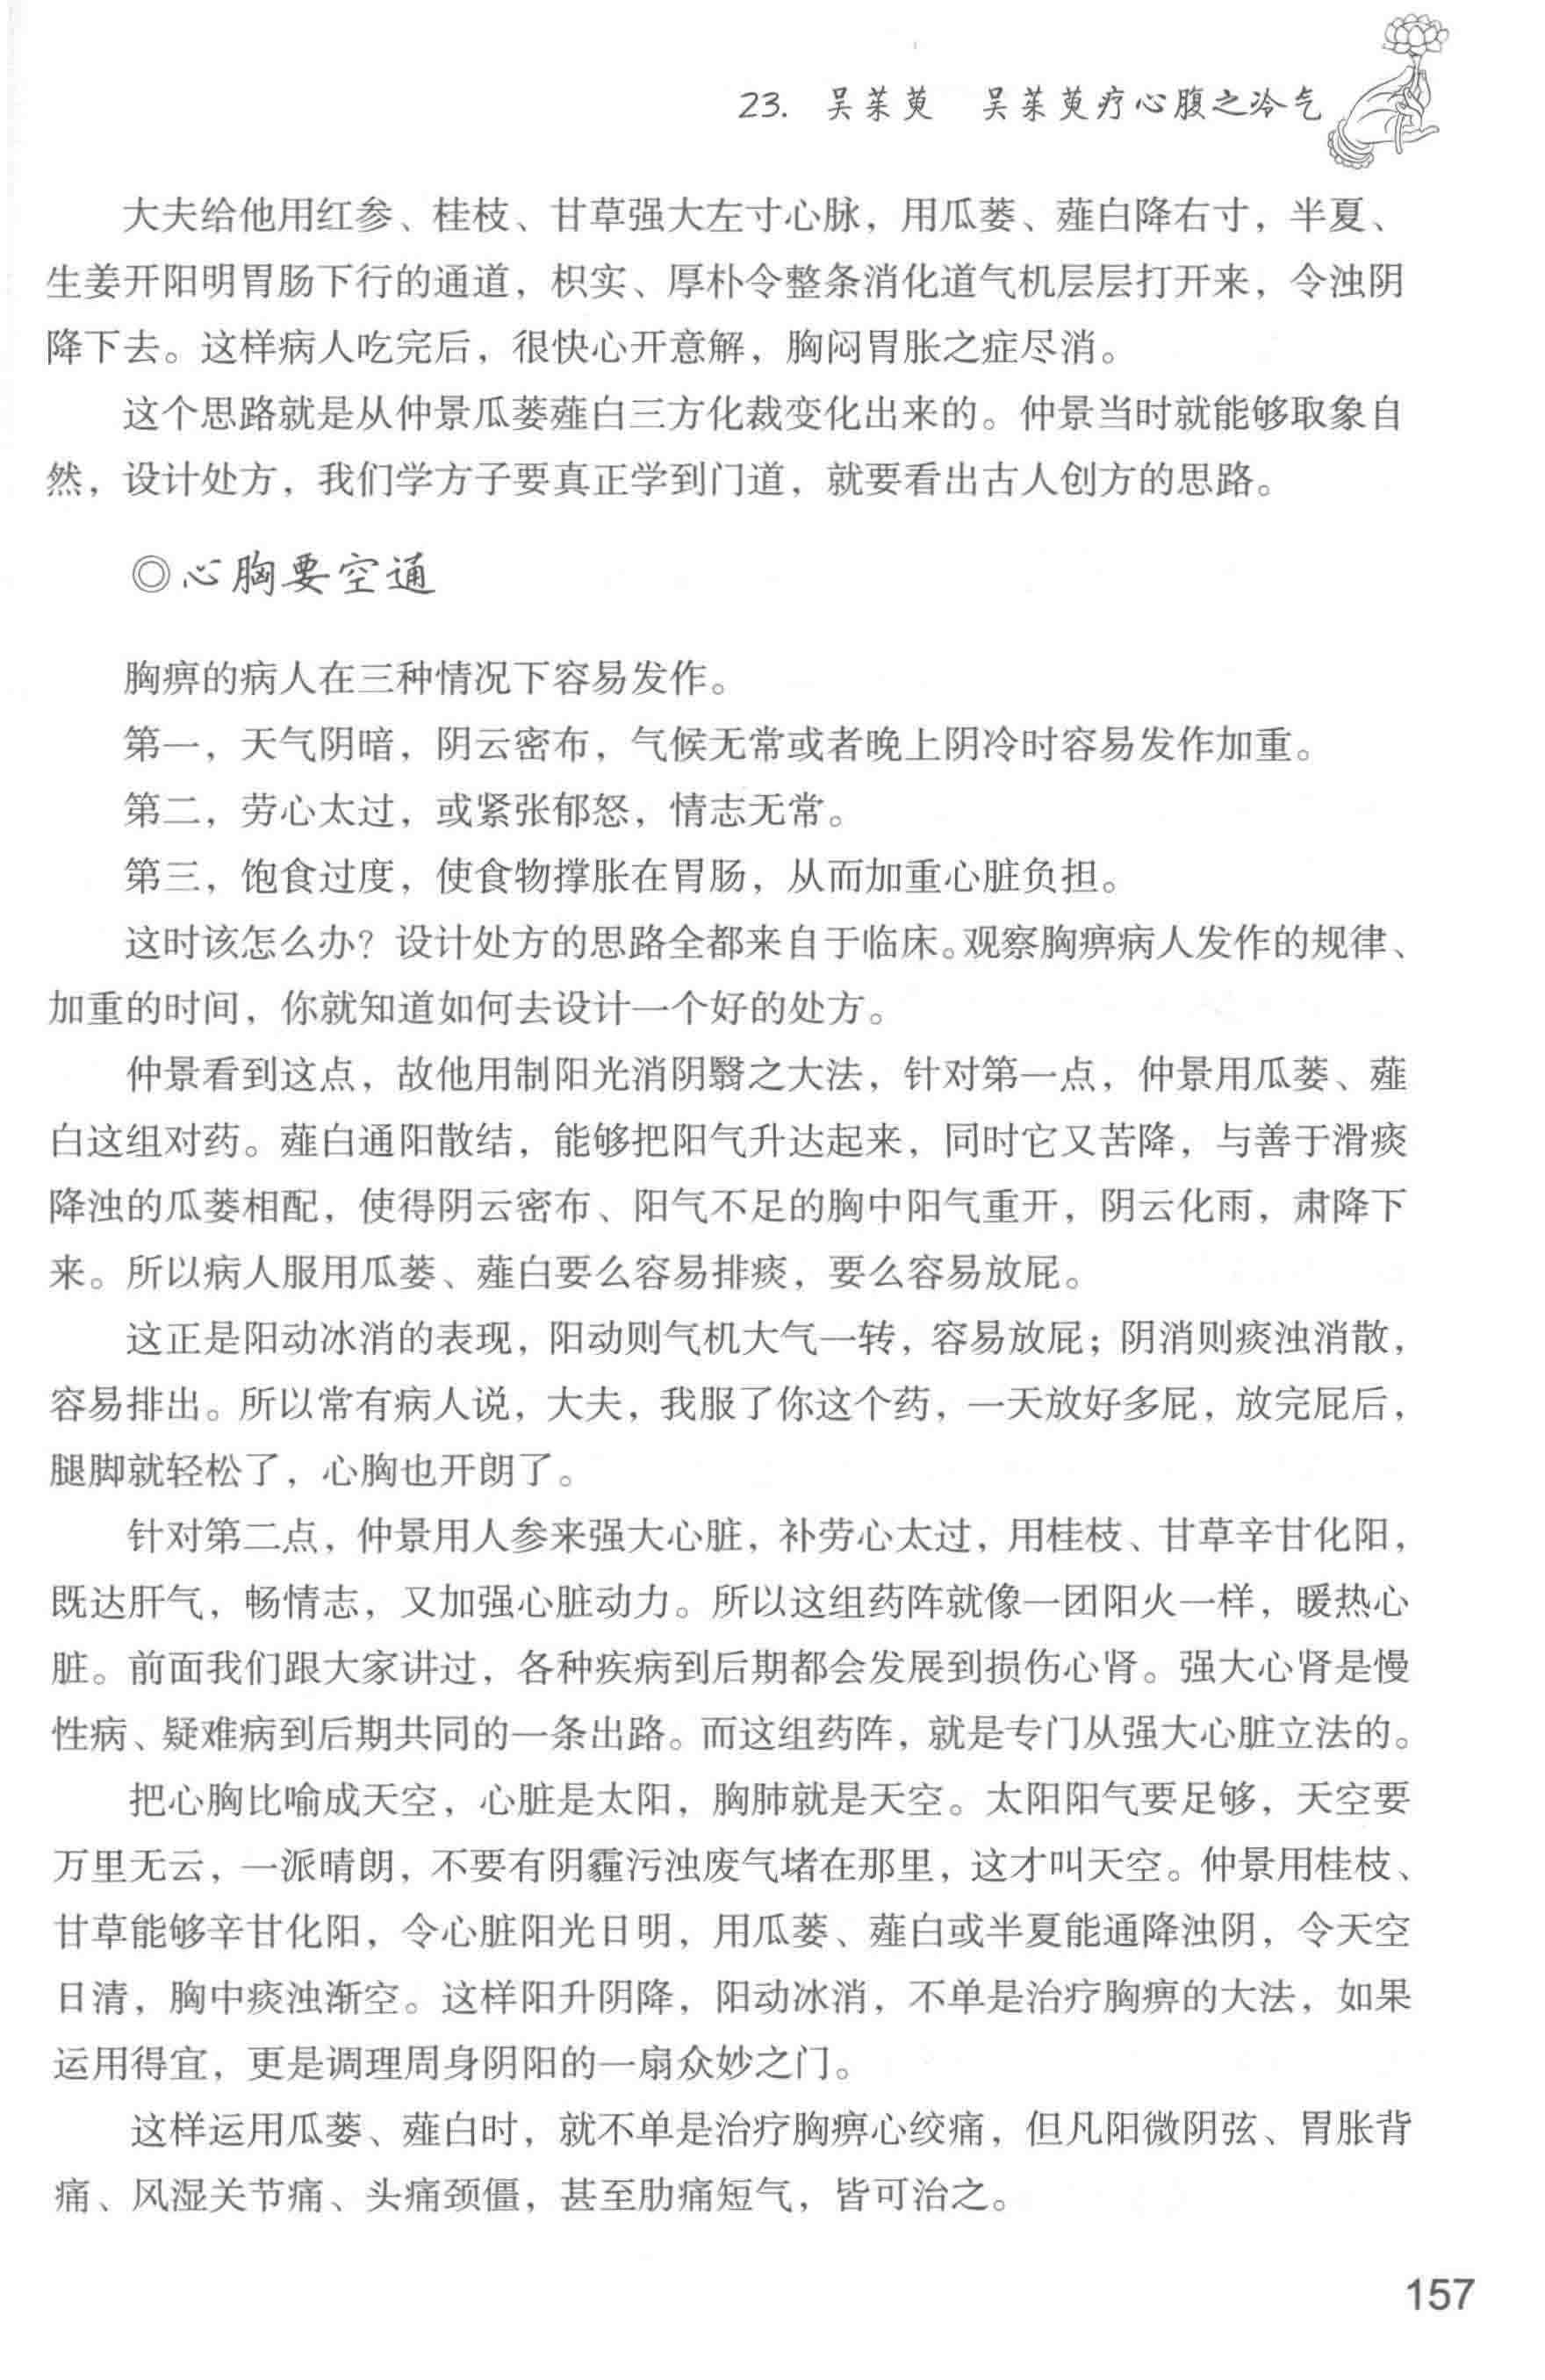 23. 吴茱萸 吴茱萸疗心腹之冷气
大夫给他用红参、桂枝、甘草强大左寸心脉，用瓜蒌、薤白降右寸，半夏、
生姜开阳明胃肠下行的通道，枳实、厚朴令整条消化道气机层层打开来，令浊阴
降下去。这样病人吃完后，很快心开意解，胸闷胃胀之症尽消。
这个思路就是从仲景瓜蒌薤白三方化裁变化出来的。仲景当时就能够取象自
然，设计处方，我们学方子要真正学到门道，就要看出古人创方的思路。
◎心胸要空通
胸痹的病人在三种情况下容易发作。
第一，天气阴暗，阴云密布，气候无常或者晚上阴冷时容易发作加重。
第二，劳心太过，或紧张郁怒，情志无常。
第三，饱食过度，使食物撑胀在胃肠，从而加重心脏负担。
这时该怎么办？设计处方的思路全都来自于临床。观察胸痹病人发作的规律、
加重的时间，你就知道如何去设计一个好的处方。
仲景看到这点，故他用制阳光消阴翳之大法，针对第一点，仲景用瓜蒌、薤
白这组对药。薤白通阳散结，能够把阳气升达起来，同时它又苦降，与善于滑痰
降浊的瓜蒌相配，使得阴云密布、阳气不足的胸中阳气重开，阴云化雨，肃降下
来。所以病人服用瓜蒌、薤白要么容易排痰，要么容易放屁。
这正是阳动冰消的表现，阳动则气机大气一转，容易放屁；阴消则痰浊消散，
容易排出。所以常有病人说，大夫，我服了你这个药，一天放好多屁，放完屁后，
腿脚就轻松了，心胸也开朗了。
针对第二点，仲景用人参来强大心脏，补劳心太过，用桂枝、甘草辛甘化阳，
既达肝气，畅情志，又加强心脏动力。所以这组药阵就像一团阳火一样，暖热心
脏。前面我们跟大家讲过，各种疾病到后期都会发展到损伤心肾。强大心肾是慢
性病、疑难病到后期共同的一条出路。而这组药阵，就是专门从强大心脏立法的。
把心胸比喻成天空，心脏是太阳，胸肺就是天空。太阳阳气要足够，天空要
万里无云，一派晴朗，不要有阴霾污浊废气堵在那里，这才叫天空。仲景用桂枝、
甘草能够辛甘化阳，令心脏阳光日明，用瓜蒌、薤白或半夏能通降浊阴，令天空
日清，胸中痰浊渐空。这样阳升阴降，阳动冰消，不单是治疗胸痹的大法，如果
运用得宜，更是调理周身阴阳的一扇众妙之门。
这样运用瓜蒌、薤白时，就不单是治疗胸痹心绞痛，但凡阳微阴弦、胃胀背
痛、风湿关节痛、头痛颈僵，甚至肋痛短气，皆可治之。
157